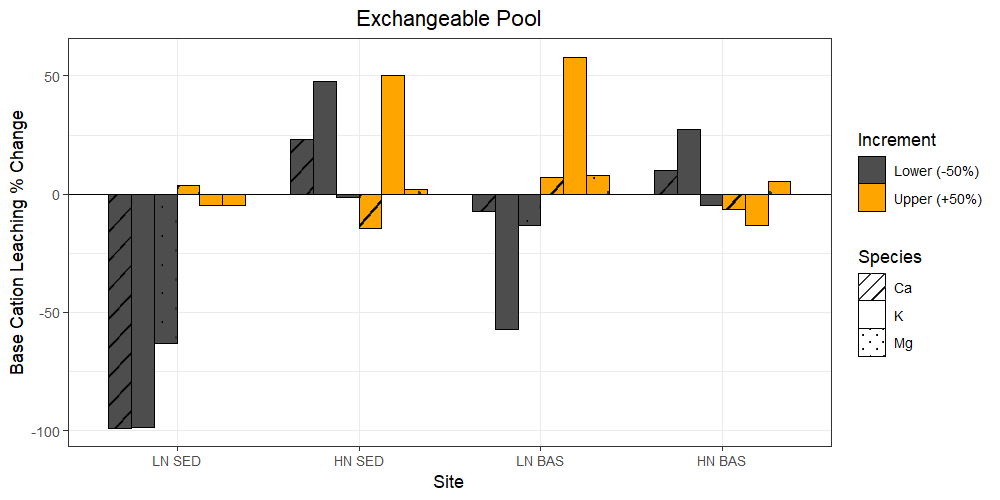 Exchangeable Pool
Base Cation Leaching % Change
50
0
-50
-100
LN SED
HN SED
LN BAS
HN BAS
Site
Increment
Lower (-50%)
Upper (+50%)
Species
Ca
K
Mg